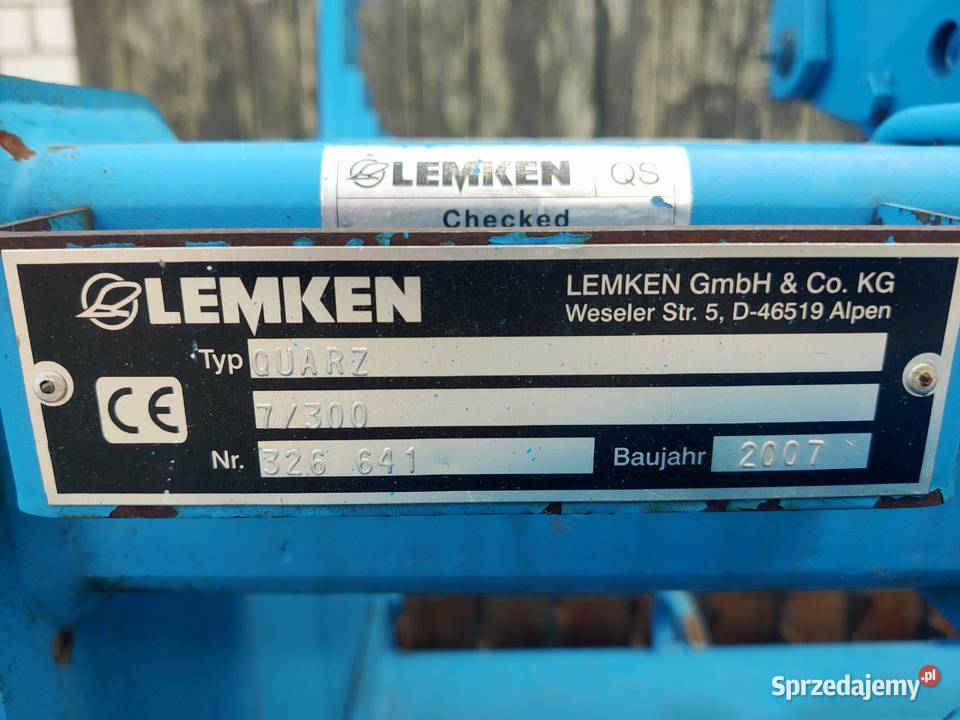 LEMKEN QS
Checked
LEMKEN
LEMKEN GmbH & Co. KG
Weseler Str. 5, D-46519 Alpen
Typ QUARZ
7/300
CE
Nr. 326 641
Baujahr 2007
Sprzedajemy.pl